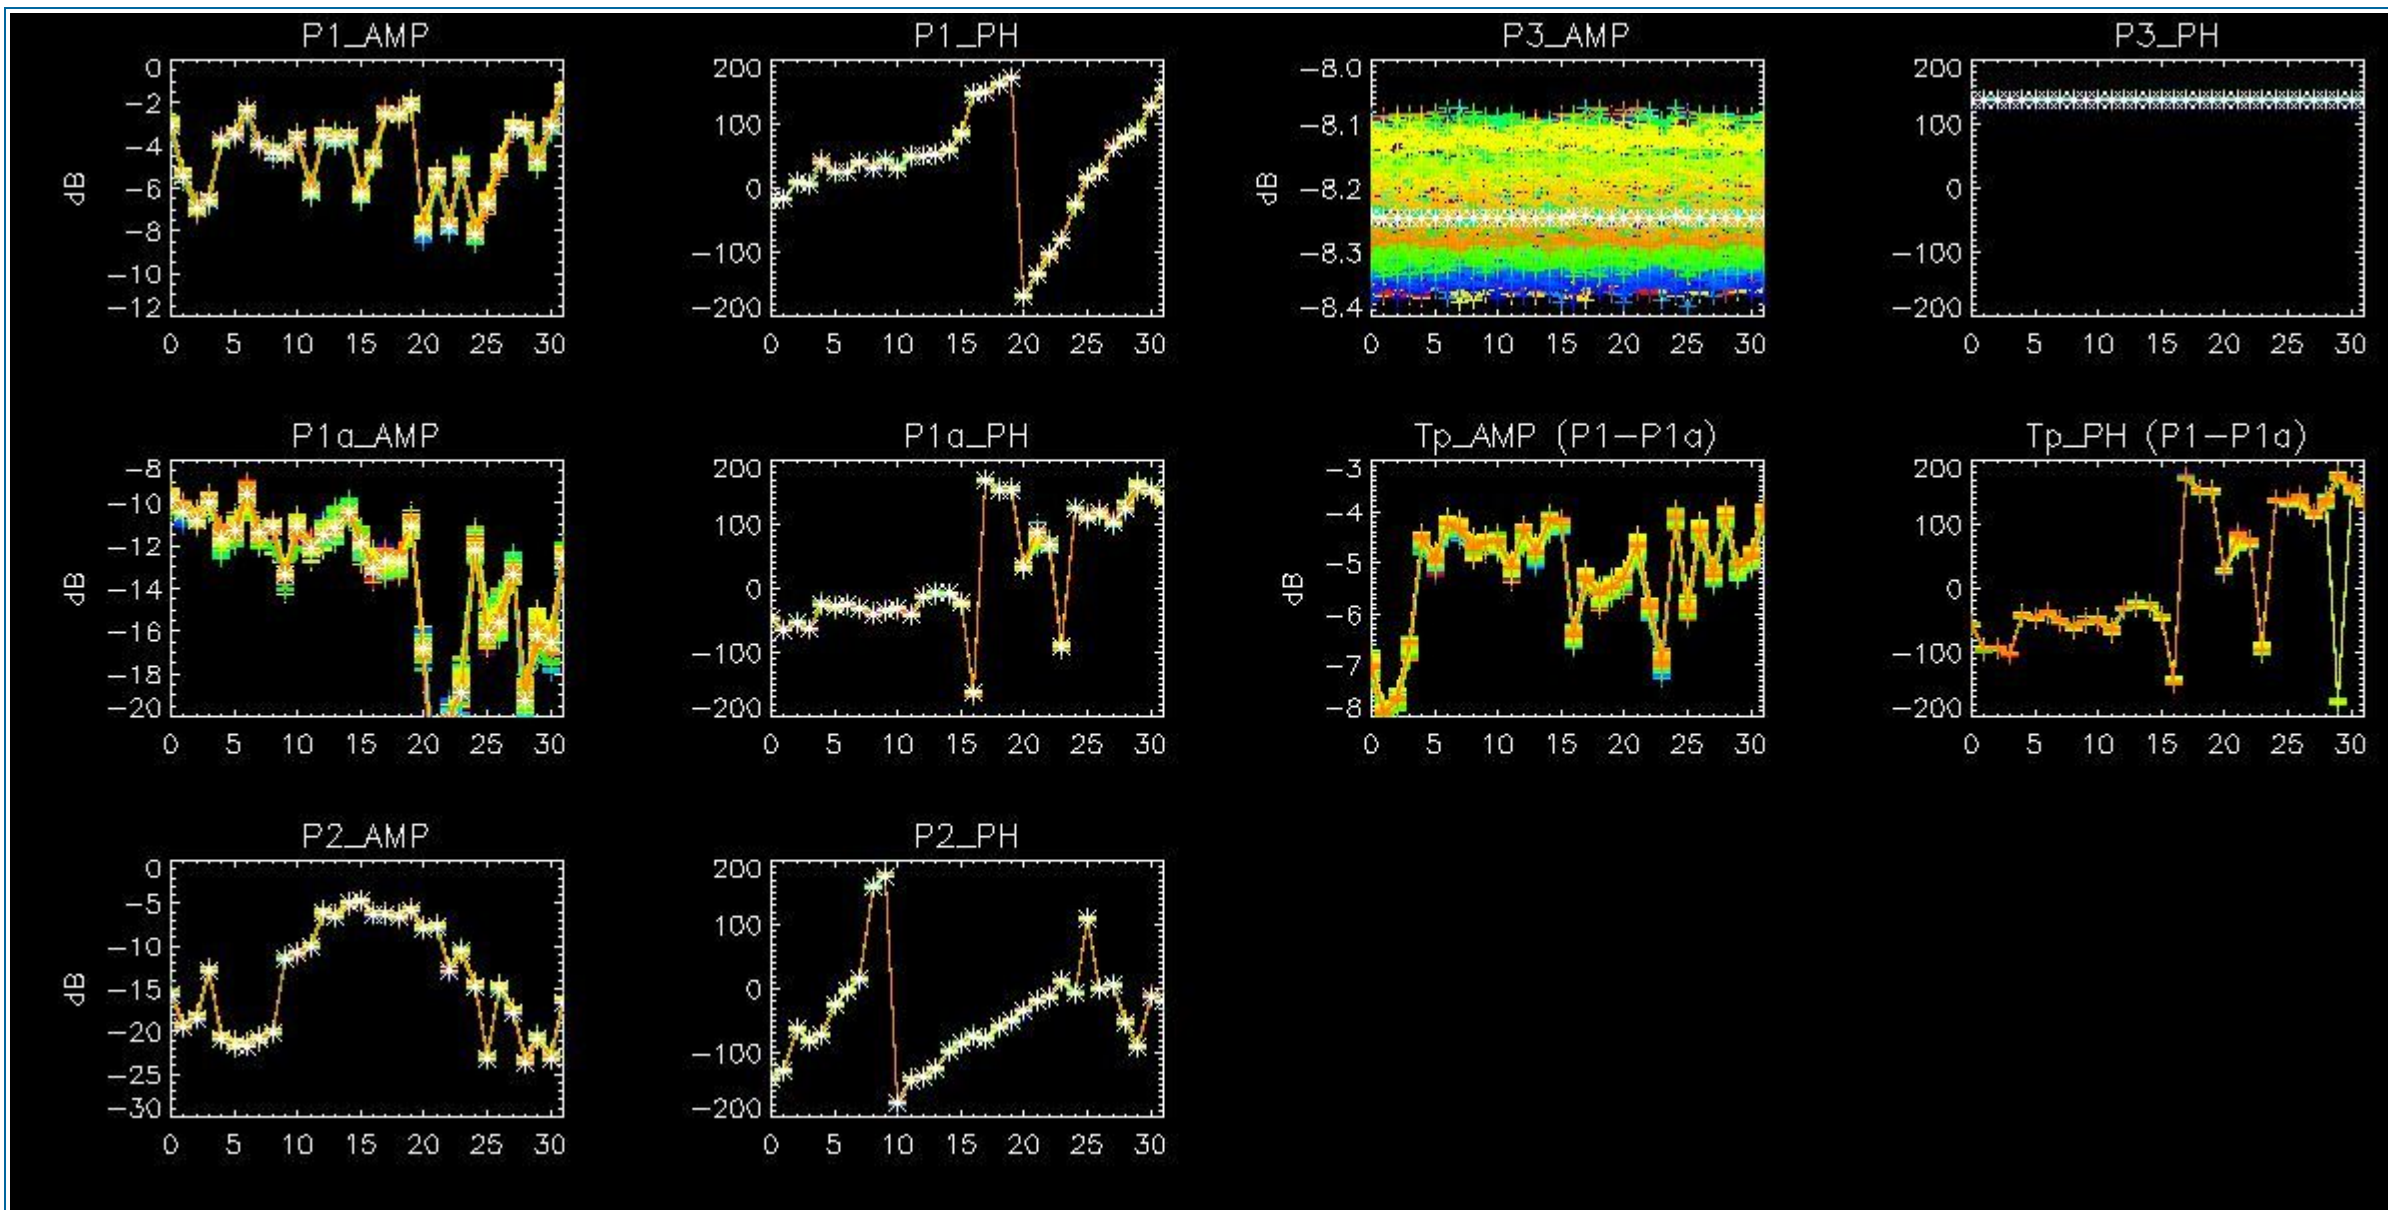 P1_AMP P1_PH P3_AMP P3_PH
0 200 −8.0 200
−2 100 −8.1 100
−4 0 −8.2 0
dB dB
−6 −100 −8.3 −100
−8 −200 −8.4 −200
−10
−12
0 5 10 15 20 25 30 0 5 10 15 20 25 30 0 5 10 15 20 25 30 0 5 10 15 20 25 30
P1a_AMP P1a_PH Tp_AMP (P1−P1a) Tp_PH (P1−P1a)
−8 200 −3 200
−10 100 −4 100
−12 0 −5 0
dB dB
−14 −100 −6 −100
−16 −200 −7 −200
−18 −8
−20
0 5 10 15 20 25 30 0 5 10 15 20 25 30 0 5 10 15 20 25 30 0 5 10 15 20 25 30
P2_AMP P2_PH
0 200
−5 100
−10 0
dB
−15 −100
−20 −200
−25
−30
0 5 10 15 20 25 30 0 5 10 15 20 25 30